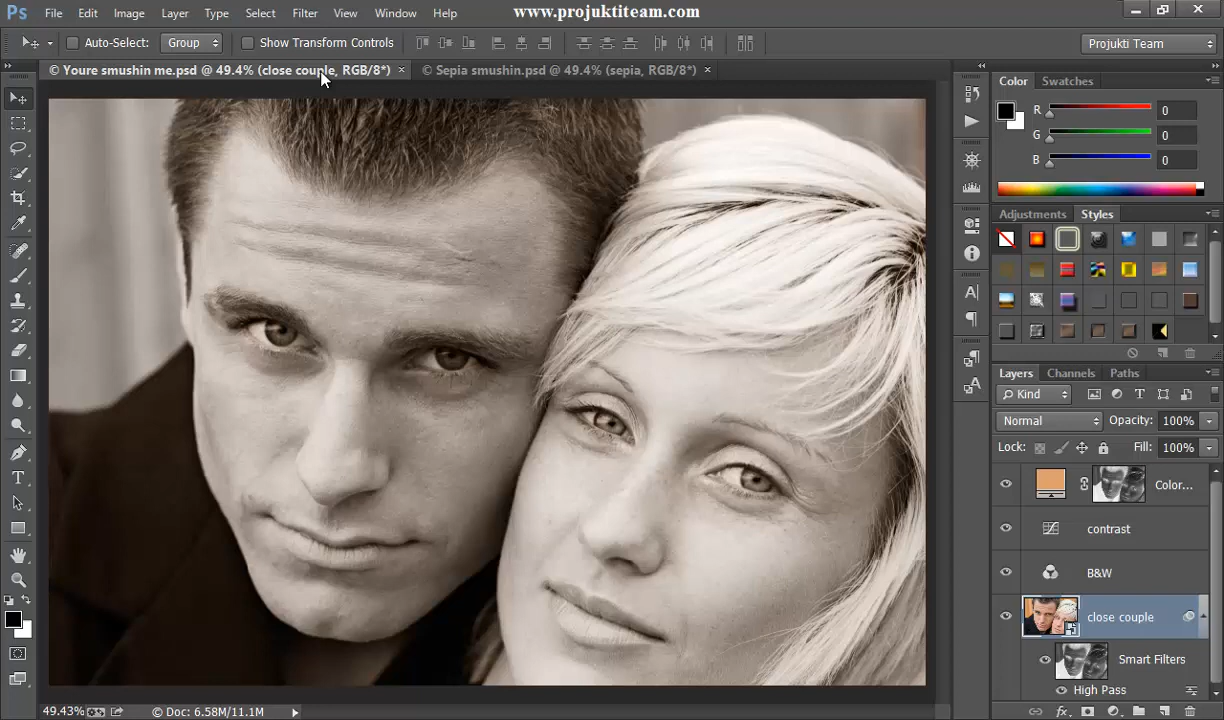 Ps File Edit Image Layer Type Select Filter View Window Help www.projuktiteam.com
Auto-Select: Group Show Transform Controls Projekti Team
© Youre smushin me.psd @ 49.4% (close couple, RGB/8*) × © Sepia smushin.psd @ 49.4% (sepia, RGB/8*) ×
Color Swatches
R 0
G 0
B 0
Adjustments Styles
Layers Channels Paths
Kind
Normal Opacity: 100%
Lock: Fill: 100%
Color...
contrast
B&W
close couple
Smart Filters
High Pass
49.43% © Doc: 6.58M/11.1M